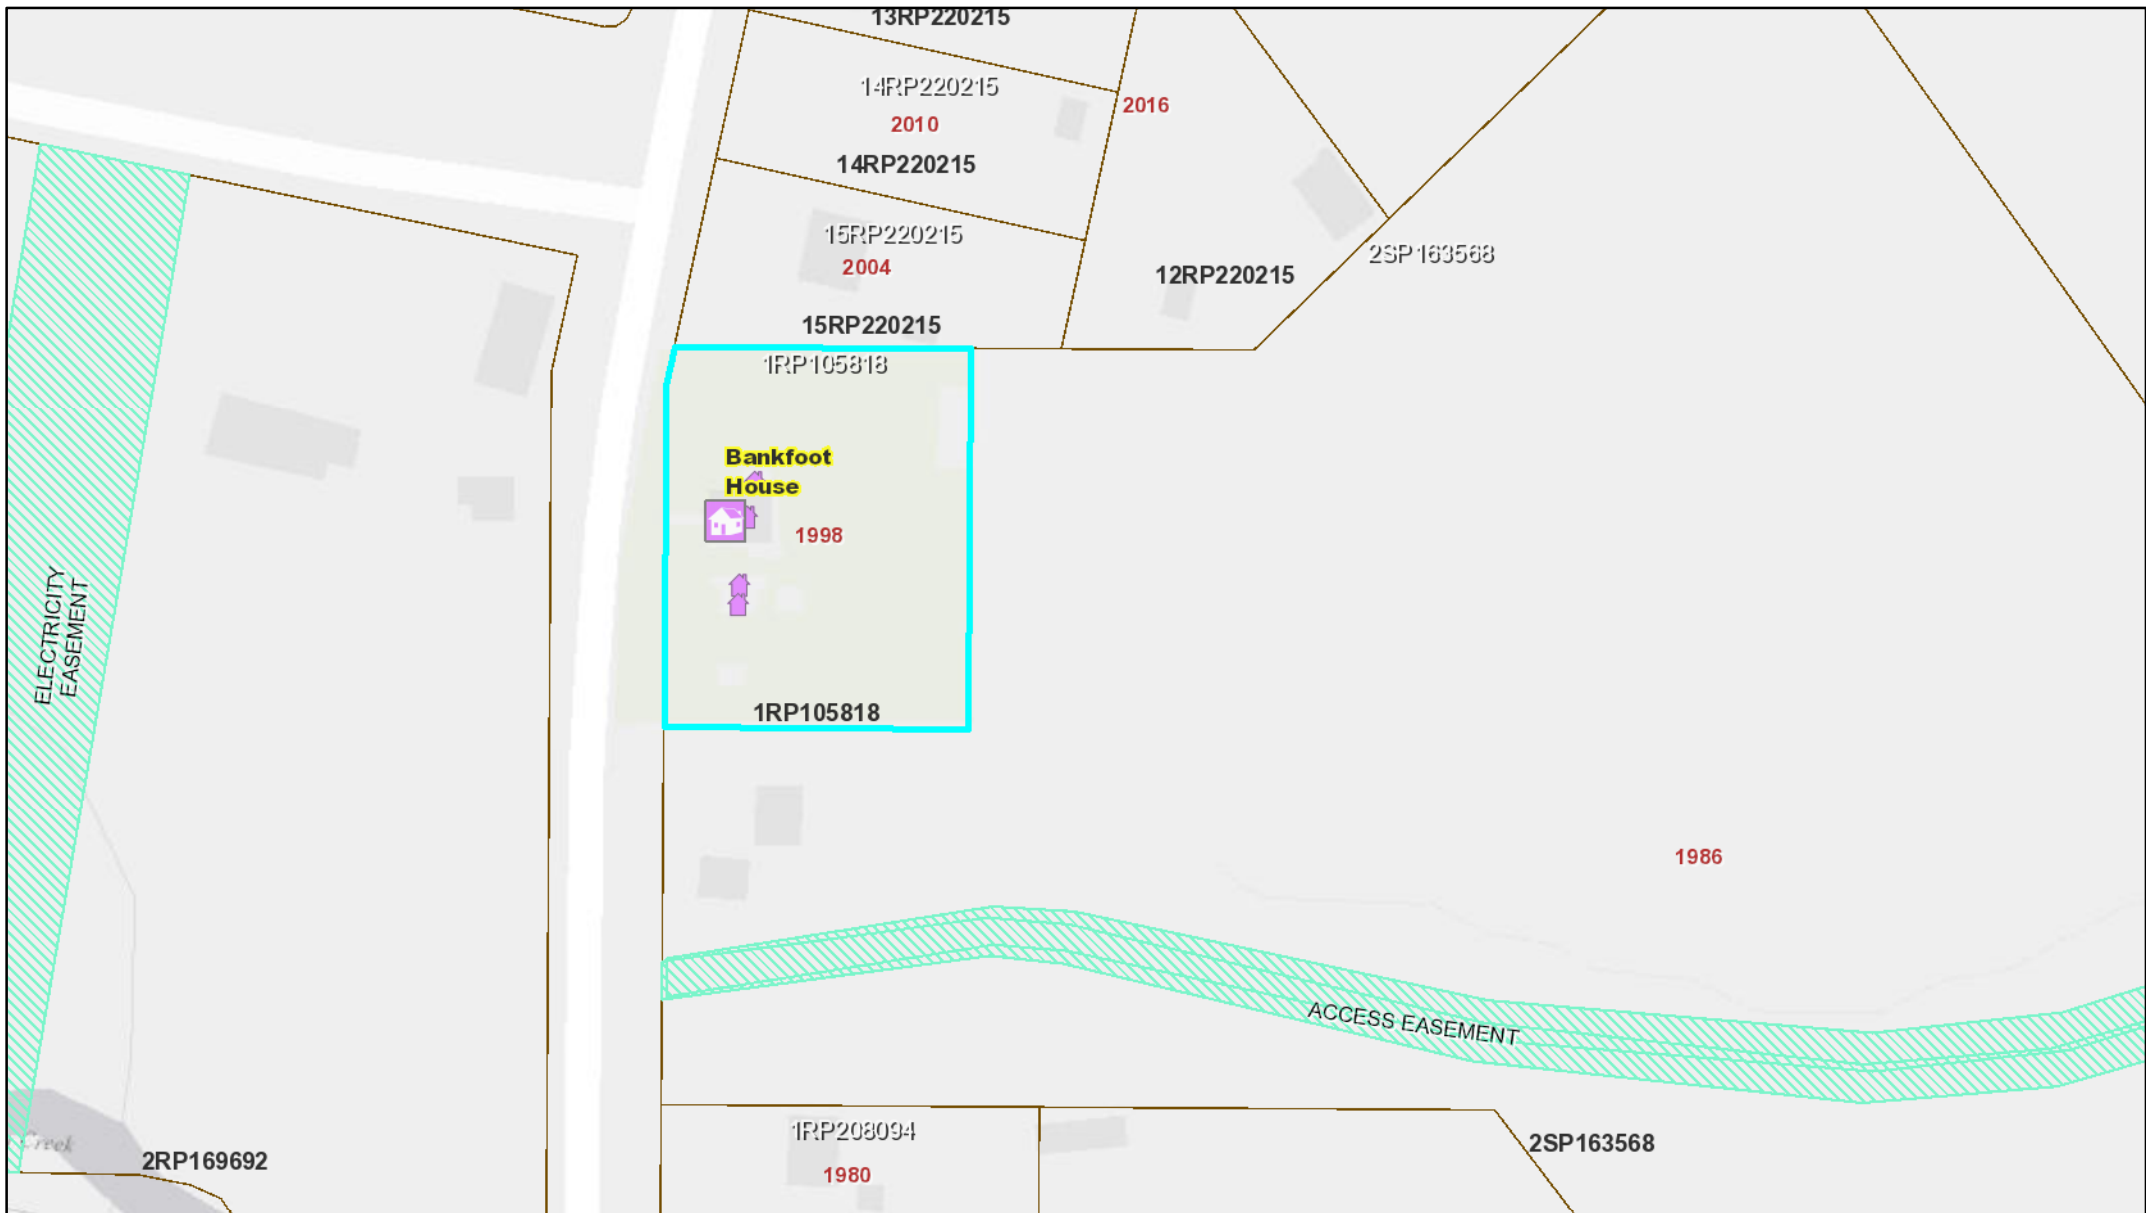 13RP220215
14RP220215
2016
2010
14RP220215
15RP220215
2SP163568
2004
12RP220215
15RP220215
1RP105818
Bankfoot
House
1998
ELECTRICITY
EASEMENT
1RP105818
1986
ACCESS EASEMENT
1RP208094
Creek
2SP163568
2RP169692
1980